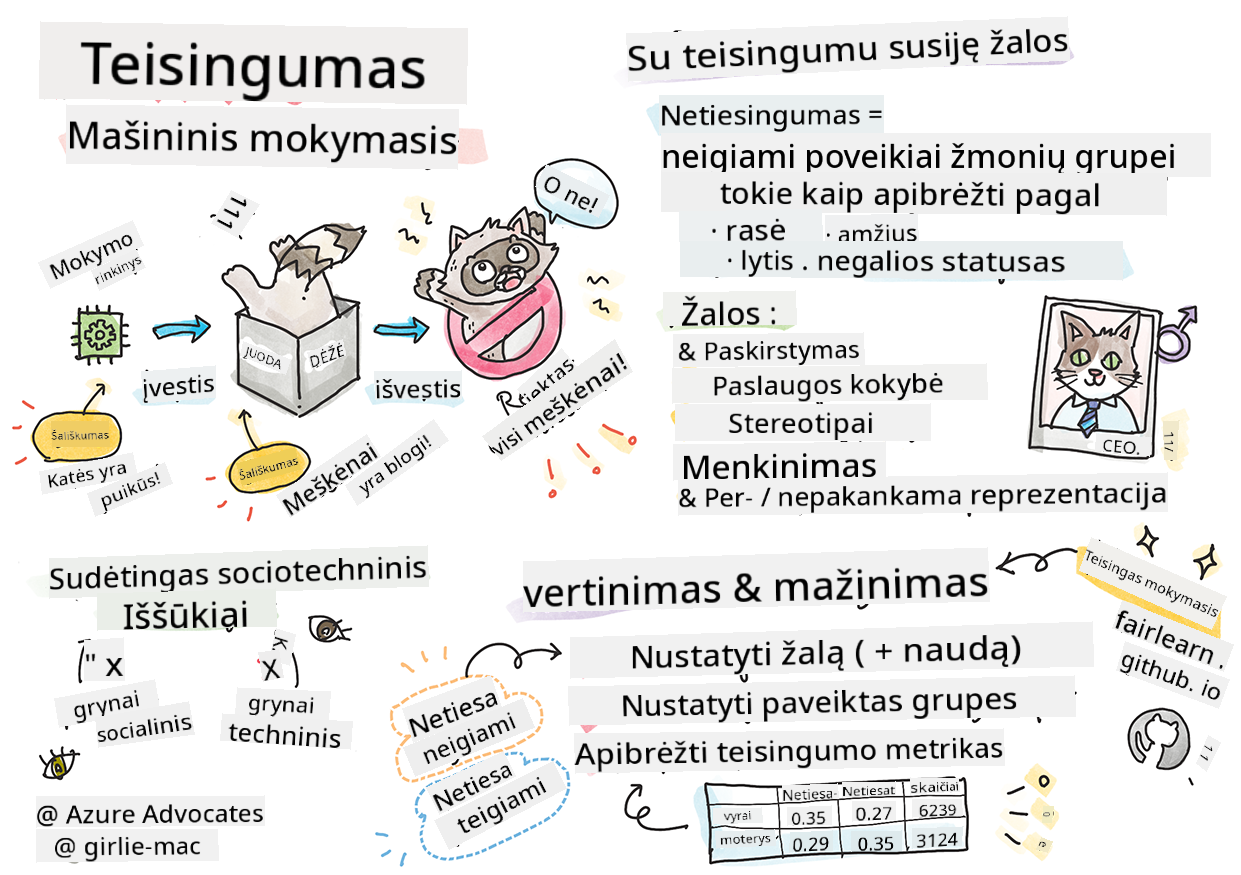 Teisingumas
Mašininis mokymasis
Mokymo
rinkinys
111
O ne!
JUODA DĖŽĖ
įvestis
išvestis
visi meškėnai!
Šališkumas
Katės yra
puikūs!
Šališkumas
Meškėnai
yra blogi!
Su teisingumu susiję žalos
Netiesingumas =
neigiami poveikiai žmonių grupei
tokie kaip apibrėžti pagal
· rasė · amžius
· lytis . negalios statusas
Žalos :
& Paskirstymas
Paslaugos kokybė
Stereotipai
Menkinimas
& Per- / nepakankama reprezentacija
CEO.
11/
Sudėtingas sociotechninis
Iššūkiai
" X
grynai
socialinis
K
X
grynai
techninis
@ Azure Advocates
@ girlie-mac
vertinimas & mažinimas
Nustatyti žalą ( + naudą)
Nustatyti paveiktas grupes
Apibrėžti teisingumo metrikas
Netiesa
neigiami
Netiesa
teigiami
Netiesa- Netiesat skaičiai
vyrai 0.35 0.27 6239
moterys 0.29 0.35 3124
Teisingas mokymasis
fairlearn .
github. io
11